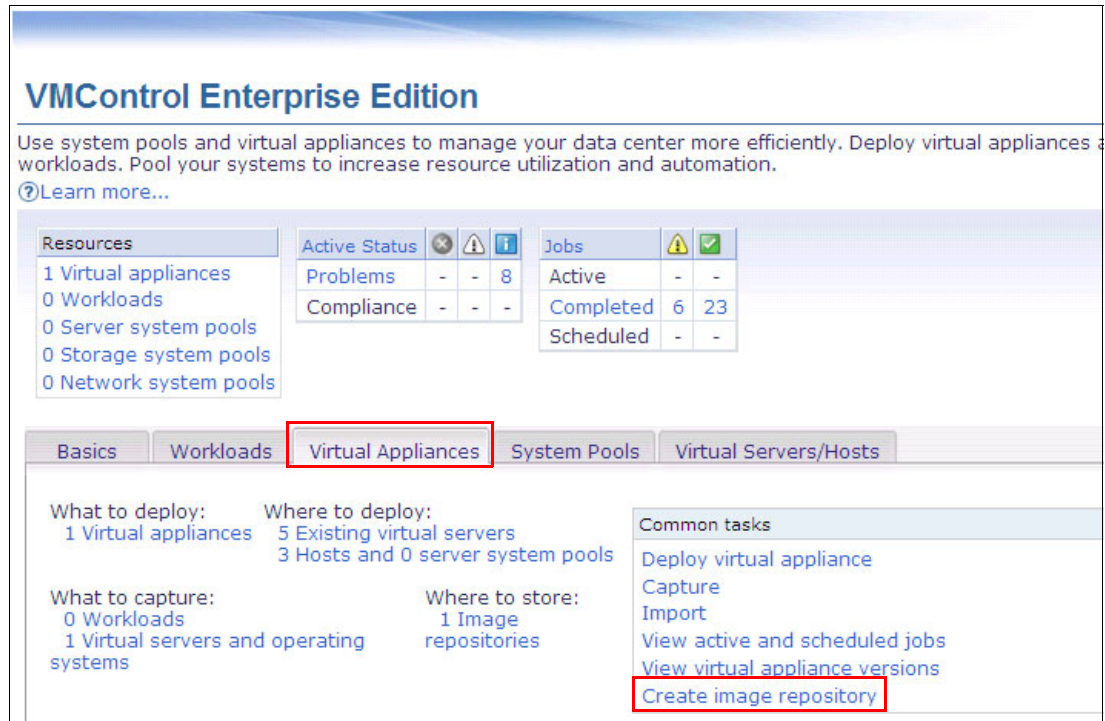 VMControl Enterprise Edition
Use system pools and virtual appliances to manage your data center more efficiently. Deploy virtual appliances a
workloads. Pool your systems to increase resource utilization and automation.
?Learn more...
Resources
1 Virtual appliances
0 Workloads
0 Server system pools
0 Storage system pools
0 Network system pools
Active Status
Problems - - 8
Compliance - - -
Jobs
Active - -
Completed 6 23
Scheduled - -
Basics Workloads Virtual Appliances System Pools Virtual Servers/Hosts
What to deploy:
1 Virtual appliances
Where to deploy:
5 Existing virtual servers
3 Hosts and 0 server system pools
What to capture:
0 Workloads
1 Virtual servers and operating
systems
Where to store:
1 Image
repositories
Common tasks
Deploy virtual appliance
Capture
Import
View active and scheduled jobs
View virtual appliance versions
Create image repository